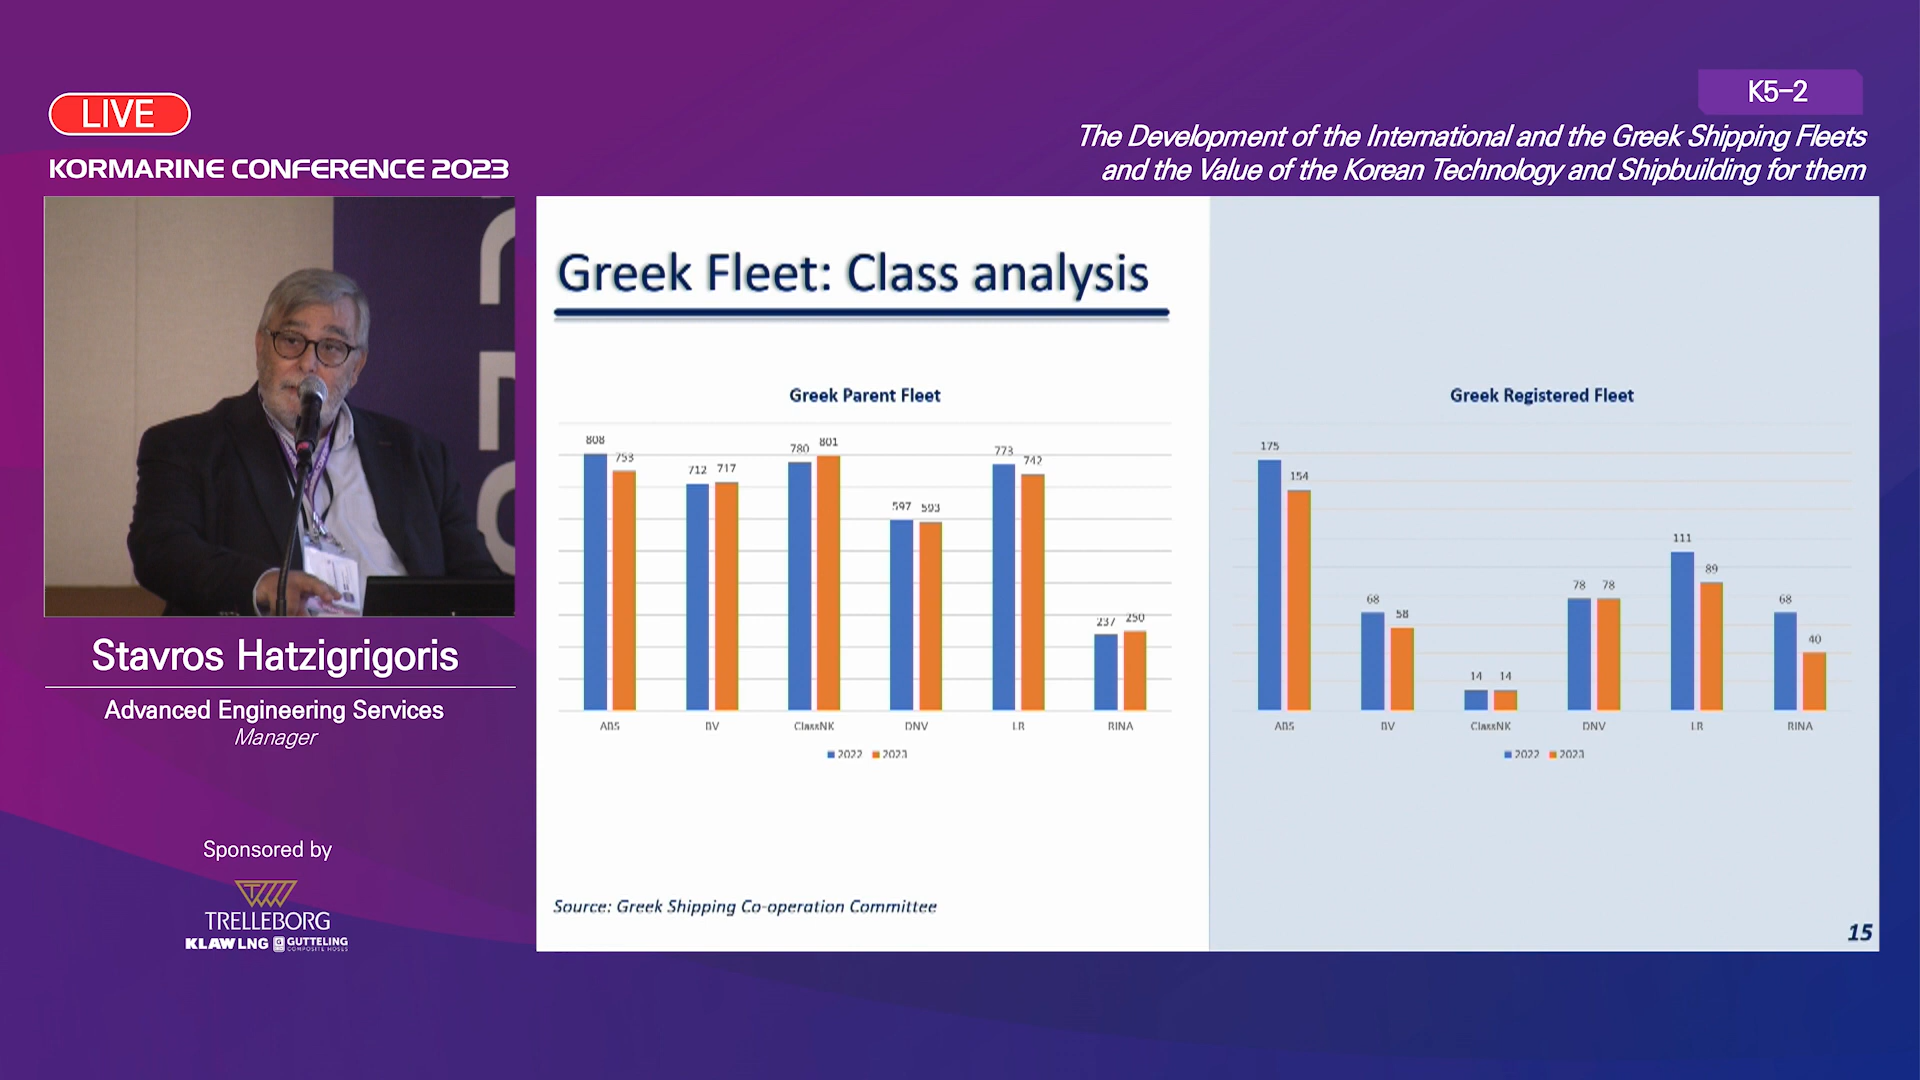 LIVE
KORMARINE CONFERENCE 2023
K5-2
The Development of the International and the Greek Shipping Fleets
and the Value of the Korean Technology and Shipbuilding for them
Stavros Hatzigrigoris
Advanced Engineering Services
Manager
Sponsored by
TRELLEBORG
KLAW LNG GUTTELING
COMPOSITE HOSES
Greek Fleet: Class analysis
Greek Parent Fleet
808 753 712 717 780 801 597 593 773 742 237 250
ABS BV ClassNK DNV LR RINA
2022 2023
Greek Registered Fleet
175 154 68 58 14 14 78 78 111 89 68 40
ABS BV ClassNK DNV LR RINA
2022 2023
Source: Greek Shipping Co-operation Committee
15